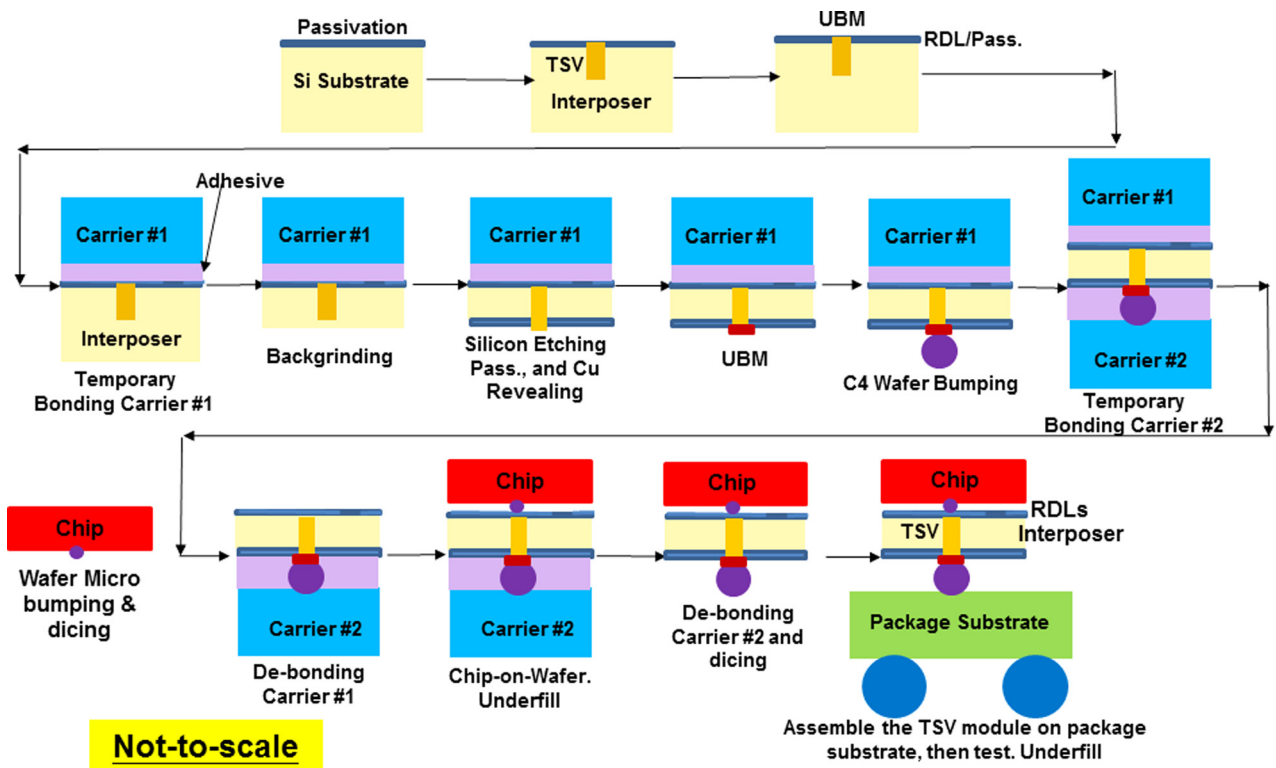 Passivation
Si Substrate
TSV
Interposer
UBM
RDL/Pass.
Adhesive
Carrier #1
Interposer
Temporary
Bonding Carrier #1
Carrier #1
Backgrinding
Carrier #1
Silicon Etching
Pass., and Cu
Revealing
Carrier #1
UBM
Carrier #1
C4 Wafer Bumping
Carrier #1
Carrier #2
Temporary
Bonding Carrier #2
Chip
Wafer Micro
bumping &
dicing
Carrier #2
De-bonding
Carrier #1
Chip
Carrier #2
Chip-on-Wafer.
Underfill
Chip
De-bonding
Carrier #2 and
dicing
Chip
TSV
RDLs
Interposer
Package Substrate
Assemble the TSV module on package
substrate, then test. Underfill
Not-to-scale